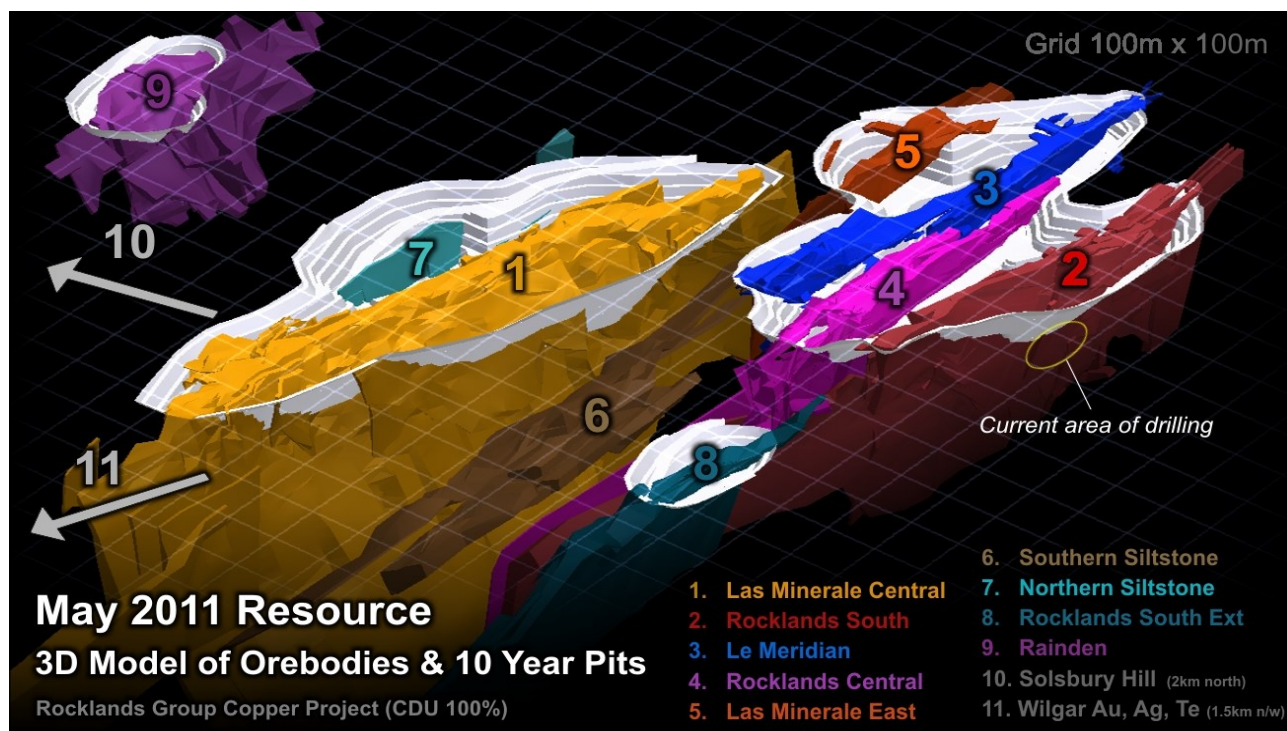 Grid 100m x 100m
9
5
3
10
7
1
4
2
6
Current area of drilling
11
8
May 2011 Resource
3D Model of Orebodies & 10 Year Pits
Rocklands Group Copper Project (CDU 100%)
1. Las Minerale Central
2. Rocklands South
3. Le Meridian
4. Rocklands Central
5. Las Minerale East
6. Southern Siltstone
7. Northern Siltstone
8. Rocklands South Ext
9. Rainden
10. Solsbury Hill (2km north)
11. Wilgar Au, Ag, Te (1.5km n/w)